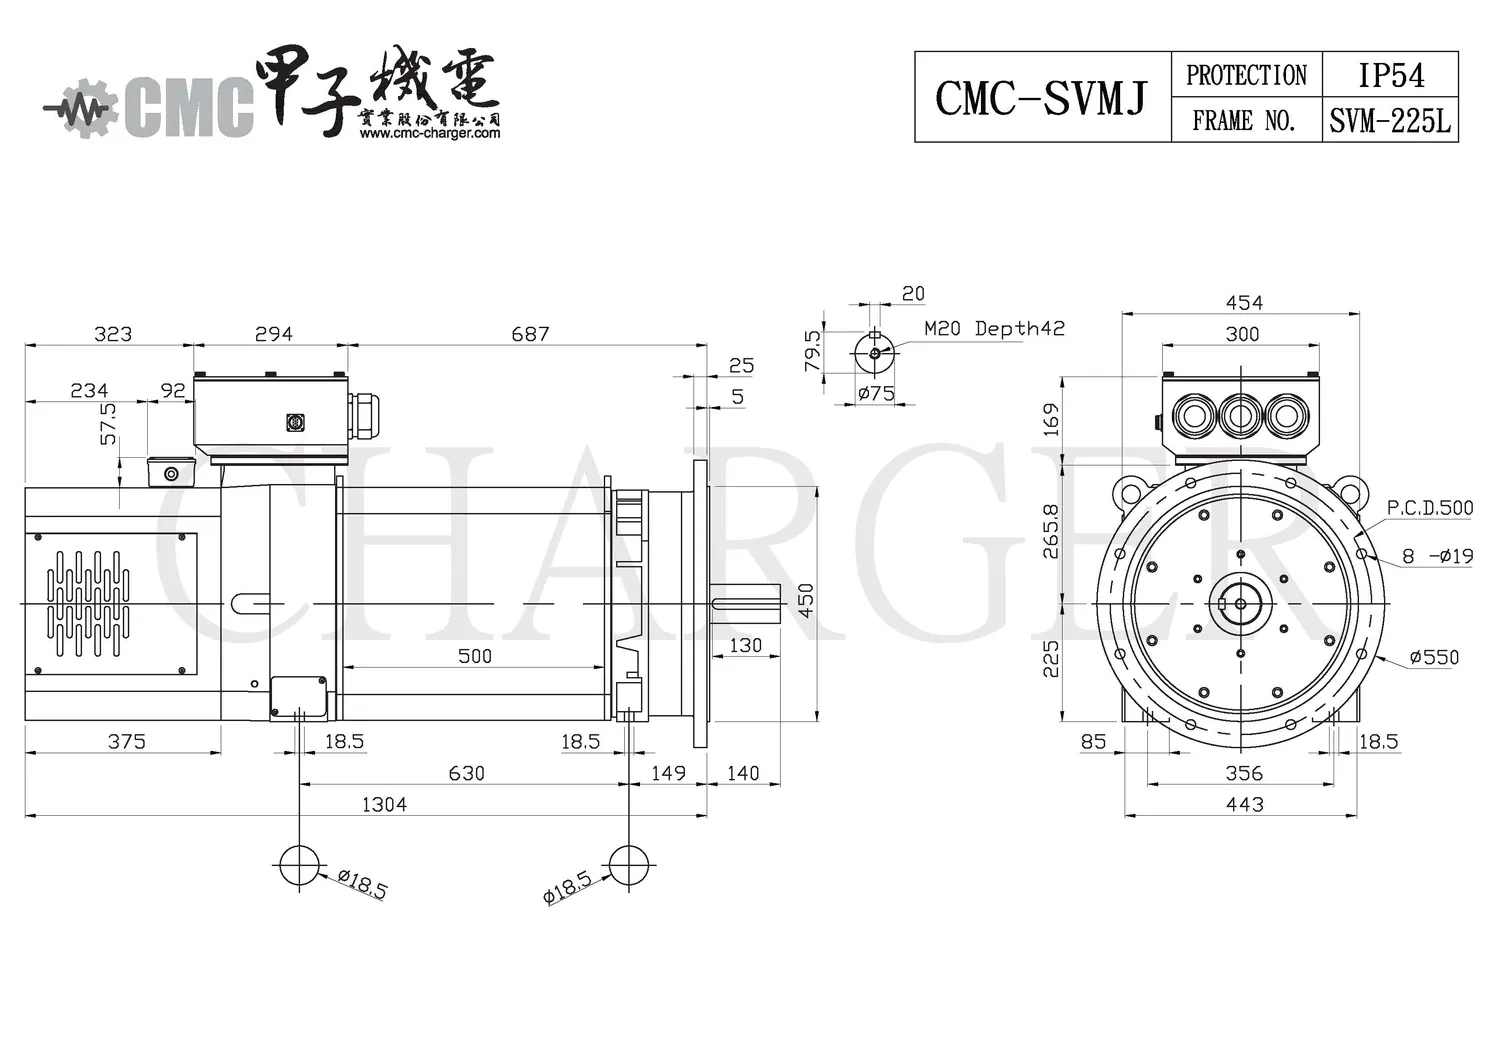 CMC 甲子機電
實業股份有限公司
www.cmc-charger.com
CMC-SVMJ
PROTECTION IP54
FRAME NO. SVM-225L
20
M20 Depth42
79.5
ø75
323 294 687
25
234 92
5
57.5
450
130
500
375 18.5 18.5
630 149 140
1304
ø18.5 ø18.5
454
300
169
P.C.D.500
265.8
8 -ø19
225
ø550
85 18.5
356
443
CHARGER